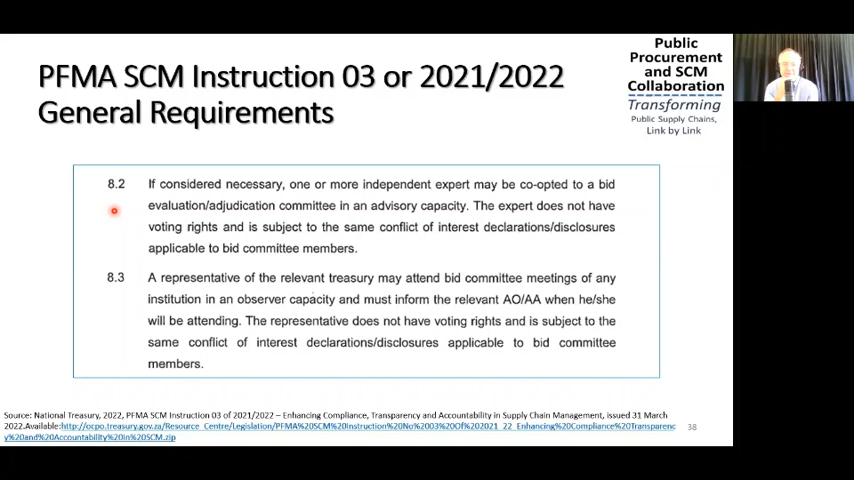 PFMA SCM Instruction 03 or 2021/2022
General Requirements
Public
Procurement
and SCM
Collaboration
Transforming
Public Supply Chains,
Link by Link
8.2 If considered necessary, one or more independent expert may be co-opted to a bid
evaluation/adjudication committee in an advisory capacity. The expert does not have
voting rights and is subject to the same conflict of interest declarations/disclosures
applicable to bid committee members.
8.3 A representative of the relevant treasury may attend bid committee meetings of any
institution in an observer capacity and must inform the relevant AO/AA when he/she
will be attending. The representative does not have voting rights and is subject to the
same conflict of interest declarations/disclosures applicable to bid committee
members.
Source: National Treasury, 2022, PFMA SCM Instruction 03 of 2021/2022 – Enhancing Compliance, Transparency and Accountability in Supply Chain Management, issued 31 March
2022.Available:http://ocpo.treasury.gov.za/Resource_Centre/Legislation/PFMA%20SCM%20Instruction%20No%2003%20Of%202021_22_Enhancing%20Compliance%20Transparenc
y%20and%20Accountability%20in%20SCM.zip
38